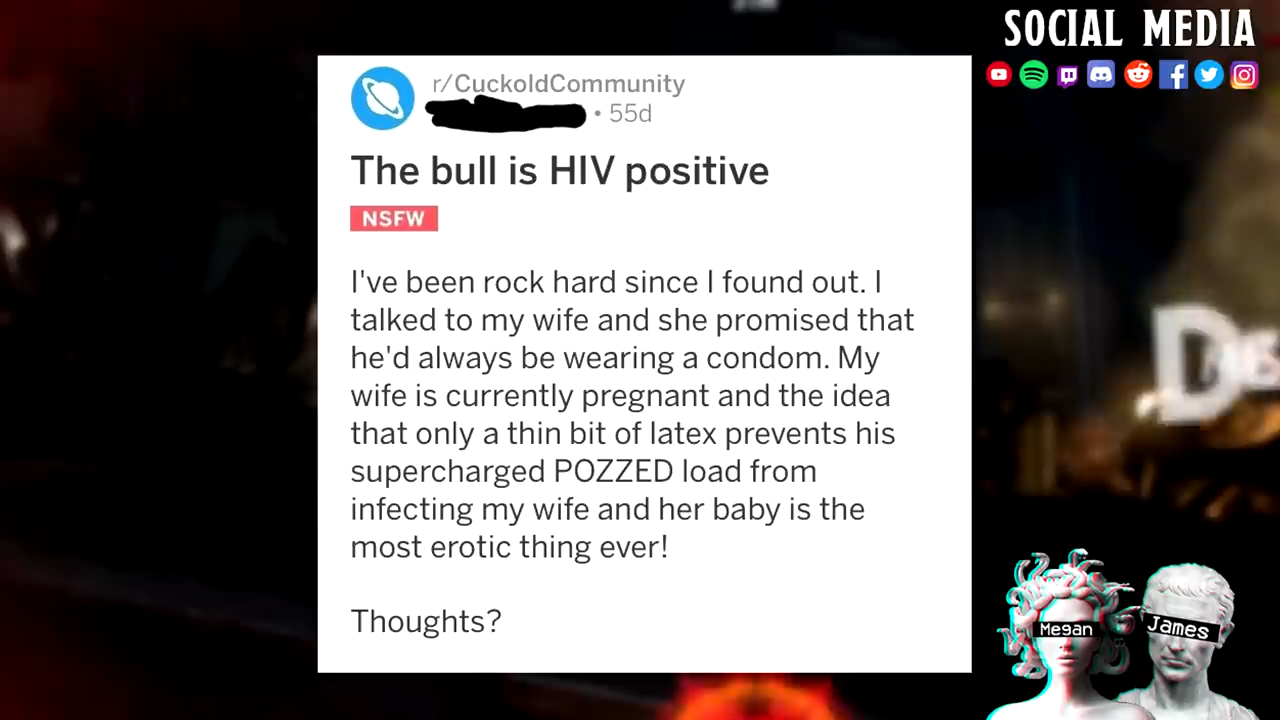 SOCIAL MEDIA
r/CuckoldCommunity
• 55d
The bull is HIV positive
NSFW
I've been rock hard since I found out. I
talked to my wife and she promised that
he'd always be wearing a condom. My
wife is currently pregnant and the idea
that only a thin bit of latex prevents his
supercharged POZZED load from
infecting my wife and her baby is the
most erotic thing ever!
Thoughts?
Megan
James